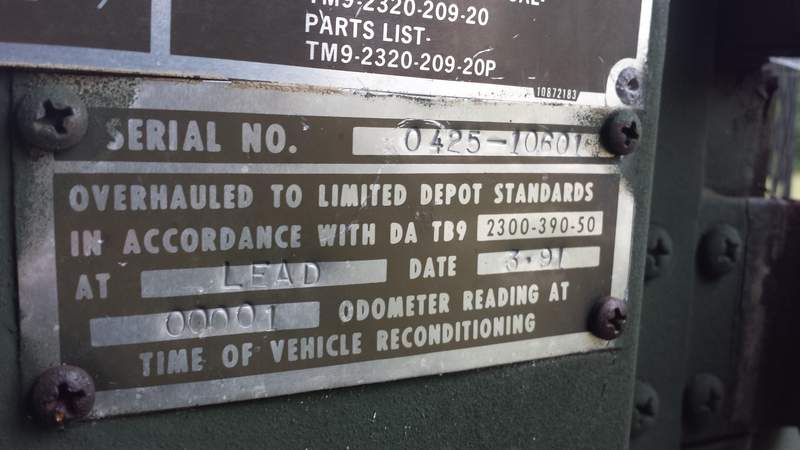 TM9-2320-209-20
PARTS LIST-
TM9-2320-209-20P
10872183
SERIAL NO. 0425-10601
OVERHAULED TO LIMITED DEPOT STANDARDS
IN ACCORDANCE WITH DA TB9 2300-390-50
AT LEAD DATE 3·91
00001 ODOMETER READING AT
TIME OF VEHICLE RECONDITIONING